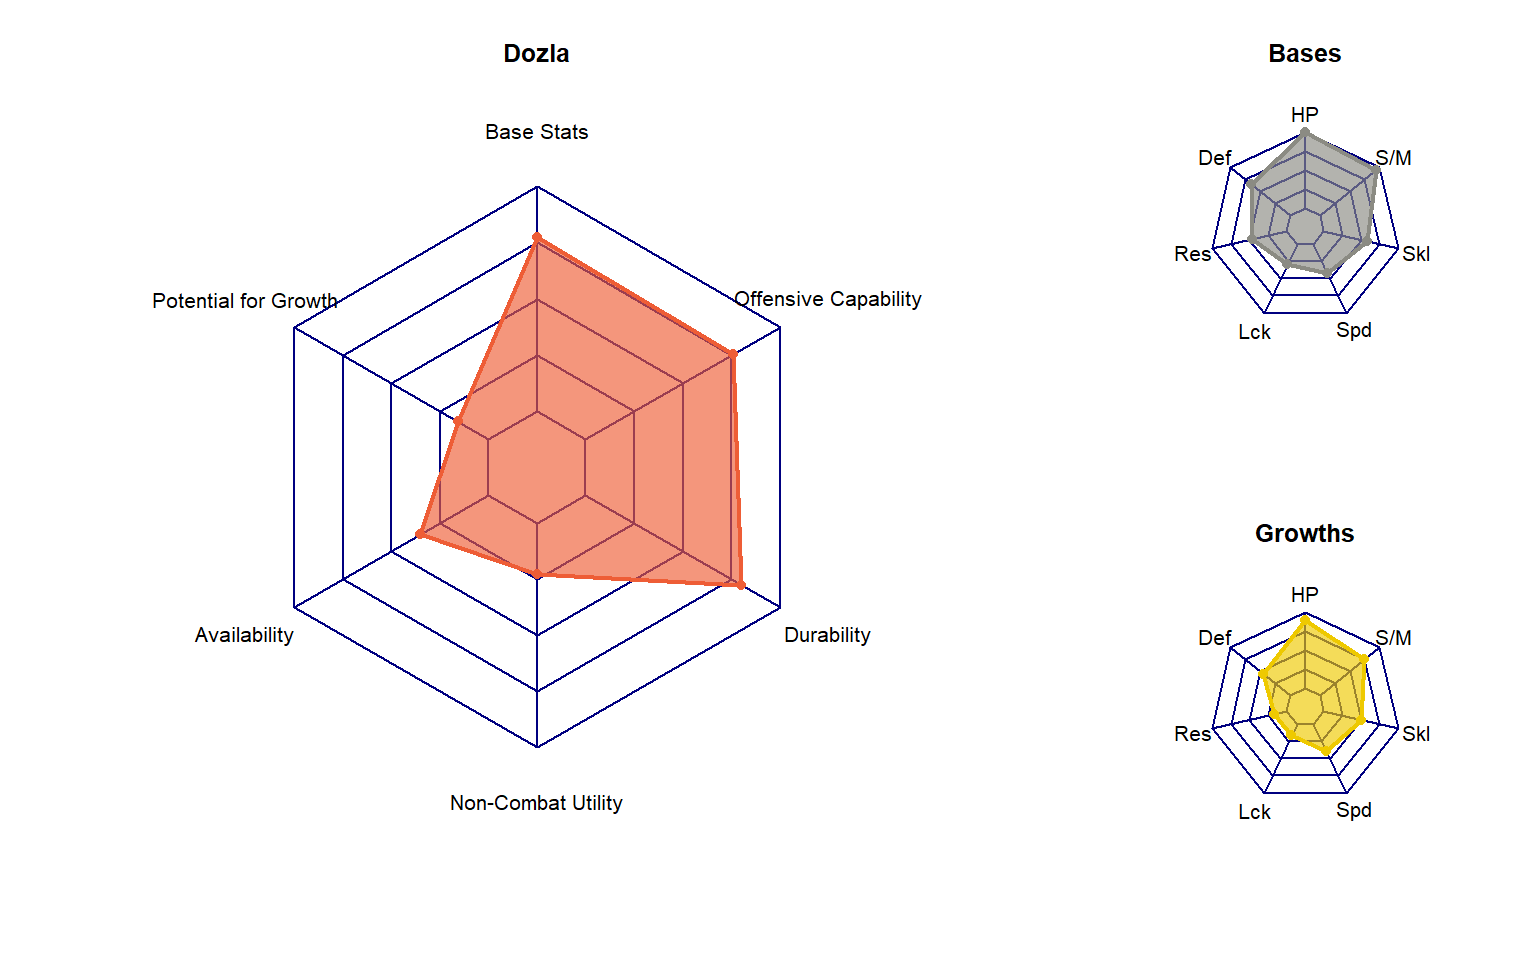 Dozla
Base Stats
Potential for Growth
Offensive Capability
Availability
Durability
Non-Combat Utility
Bases
HP
Def
S/M
Res
Skl
Lck
Spd
Growths
HP
Def
S/M
Res
Skl
Lck
Spd